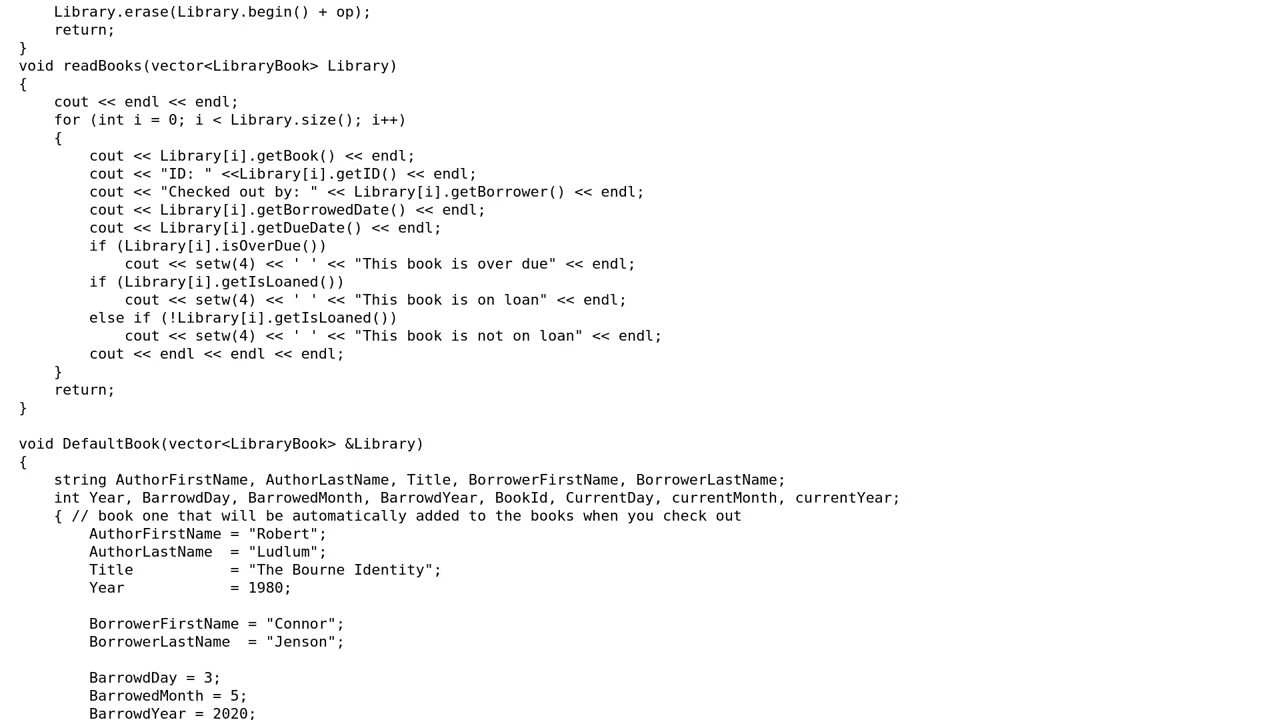 Library.erase(Library.begin() + op);
    return;
}
void readBooks(vector<LibraryBook> Library)
{
    cout << endl << endl;
    for (int i = 0; i < Library.size(); i++)
    {
        cout << Library[i].getBook() << endl;
        cout << "ID: " <<Library[i].getID() << endl;
        cout << "Checked out by: " << Library[i].getBorrower() << endl;
        cout << Library[i].getBorrowedDate() << endl;
        cout << Library[i].getDueDate() << endl;
        if (Library[i].isOverDue())
            cout << setw(4) << ' ' << "This book is over due" << endl;
        if (Library[i].getIsLoaned())
            cout << setw(4) << ' ' << "This book is on loan" << endl;
        else if (!Library[i].getIsLoaned())
            cout << setw(4) << ' ' << "This book is not on loan" << endl;
        cout << endl << endl << endl;
    }
    return;
}

void DefaultBook(vector<LibraryBook> &Library)
{
    string AuthorFirstName, AuthorLastName, Title, BorrowerFirstName, BorrowerLastName;
    int Year, BarrowdDay, BarrowedMonth, BarrowdYear, BookId, CurrentDay, currentMonth, currentYear;
    { // book one that will be automatically added to the books when you check out
        AuthorFirstName = "Robert";
        AuthorLastName  = "Ludlum";
        Title           = "The Bourne Identity";
        Year            = 1980;

        BorrowerFirstName = "Connor";
        BorrowerLastName  = "Jenson";

        BarrowdDay = 3;
        BarrowedMonth = 5;
        BarrowdYear = 2020;